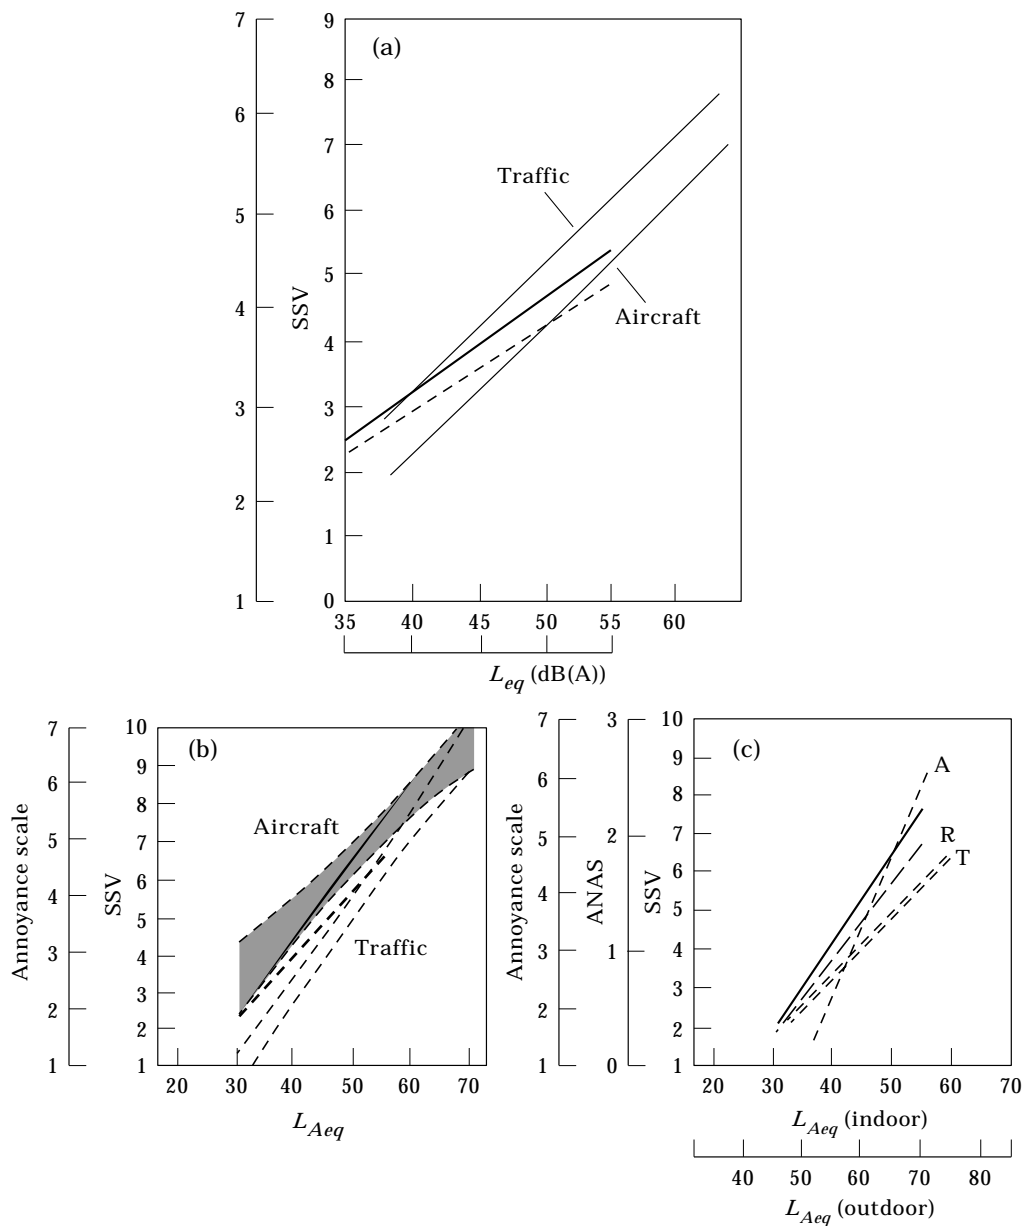 (a)
7
6
5
4
3
2
1
SSV
9
8
7
6
5
4
3
2
1
0
Traffic
Aircraft
35 40 45 50 55 60
L_eq (dB(A))
(b)
Annoyance scale
7
6
5
4
3
2
1
SSV
10
9
8
7
6
5
4
3
2
1
Aircraft
Traffic
20 30 40 50 60 70
L_Aeq
(c)
Annoyance scale
7
6
5
4
3
2
1
ANAS
3
2
1
0
SSV
10
9
8
7
6
5
4
3
2
1
A
R
T
20 30 40 50 60 70
L_Aeq (indoor)
40 50 60 70 80
L_Aeq (outdoor)